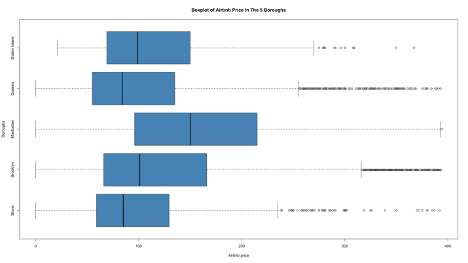 Boxplot of Airbnb Price In The 5 Boroughs
Staten Island
Queens
Manhattan
Brooklyn
Bronx
Boroughs
0 100 200 300 400
Airbnb price